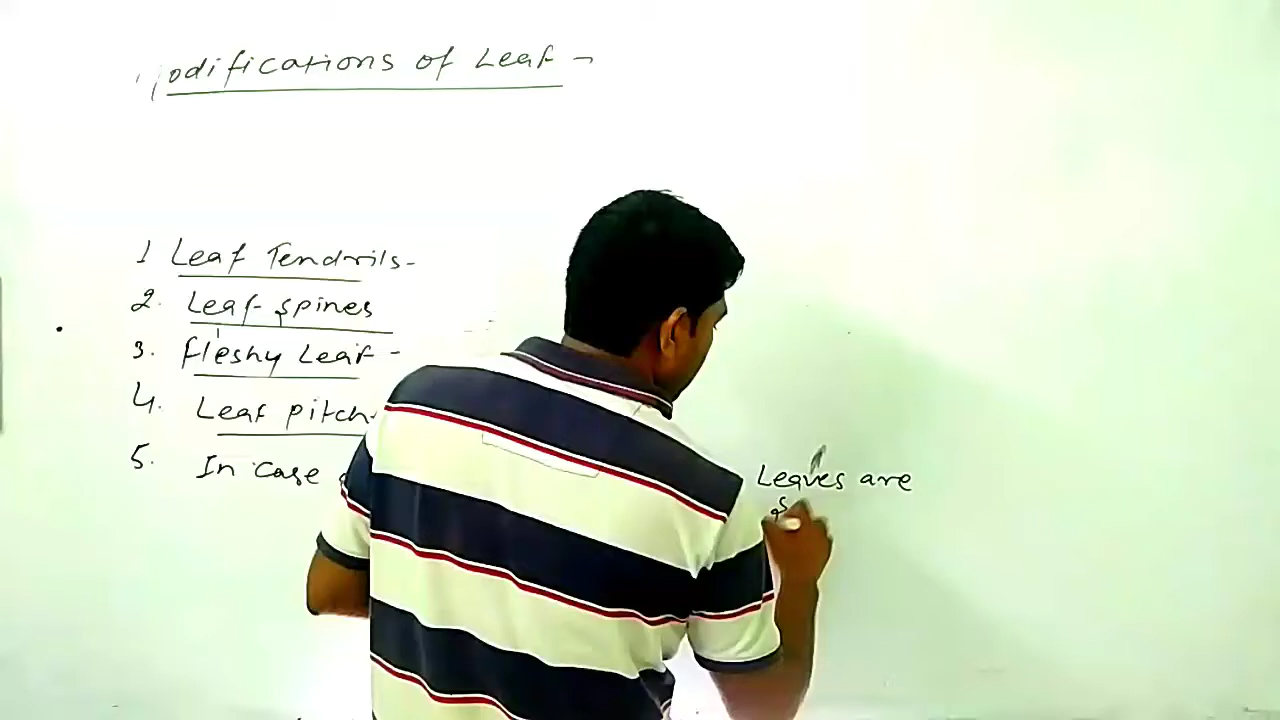 Modifications of Leaf -
1 Leaf Tendrils-
2. Leaf spines
3. fleshy Leaf -
4. Leaf pitch
5. In case
Leaves are
s